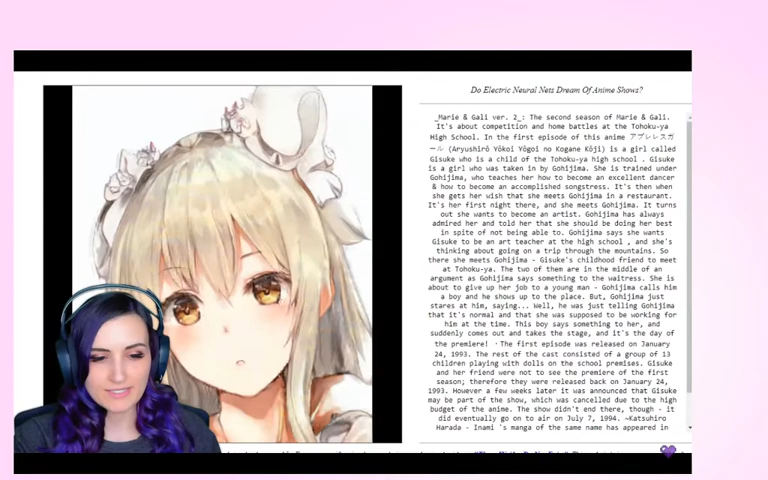 Do Electric Neural Nets Dream Of Anime Shows?
_Marie & Gali ver. 2_: The second season of Marie & Gali.
It's about competition and home battles at the Tohoku-ya
High School. In the first episode of this anime アプレレスガ
ール (Aryushirō Yōkoi Yōgoi no Kogane Kōji) is a girl called
Gisuke who is a child of the Tohoku-ya high school . Gisuke
is a girl who was taken in by Gohijima. She is trained under
Gohijima, who teaches her how to become an excellent dancer
& how to become an accomplished songstress. It's then when
she gets her wish that she meets Gohijima in a restaurant.
It's her first night there, and she meets Gohijima. It turns
out she wants to become an artist. Gohijima has always
admired her and told her that she should be doing her best
in spite of not being able to. Gohijima says she wants
Gisuke to be an art teacher at the high school , and she's
thinking about going on a trip through the mountains. So
there she meets Gohijima - Gisuke's childhood friend to meet
at Tohoku-ya. The two of them are in the middle of an
argument as Gohijima says something to the waitress. She is
about to give up her job to a young man - Gohijima calls him
a boy and he shows up to the place. But, Gohijima just
stares at him, saying... Well, he was just telling Gohijima
that it's normal and that she was supposed to be working for
him at the time. This boy says something to her, and
suddenly comes out and takes the stage, and it's the day of
the premiere! · The first episode was released on January
24, 1993. The rest of the cast consisted of a group of 13
children playing with dolls on the school premises. Gisuke
and her friend were not to see the premiere of the first
season; therefore they were released back on January 24,
1993. However a few weeks later it was announced that Gisuke
may be part of the show, which was cancelled due to the high
budget of the anime. The show didn't end there, though - it
did eventually go on to air on July 7, 1994. ~Katsuhiro
Harada - Inami 's manga of the same name has appeared in